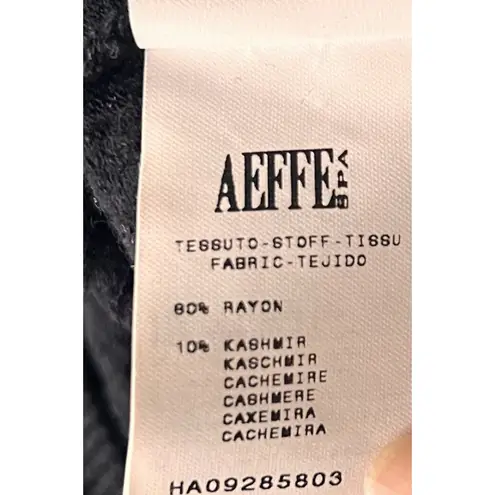 AEFFE SPA
TESSUTO-STOFF-TISSU
FABRIC-TEJIDO
80% RAYON
10% KASHMIR
KASCHMIR
CACHEMIRE
CASHMERE
CAXEMIRA
CACHEMIRA
HA09285803